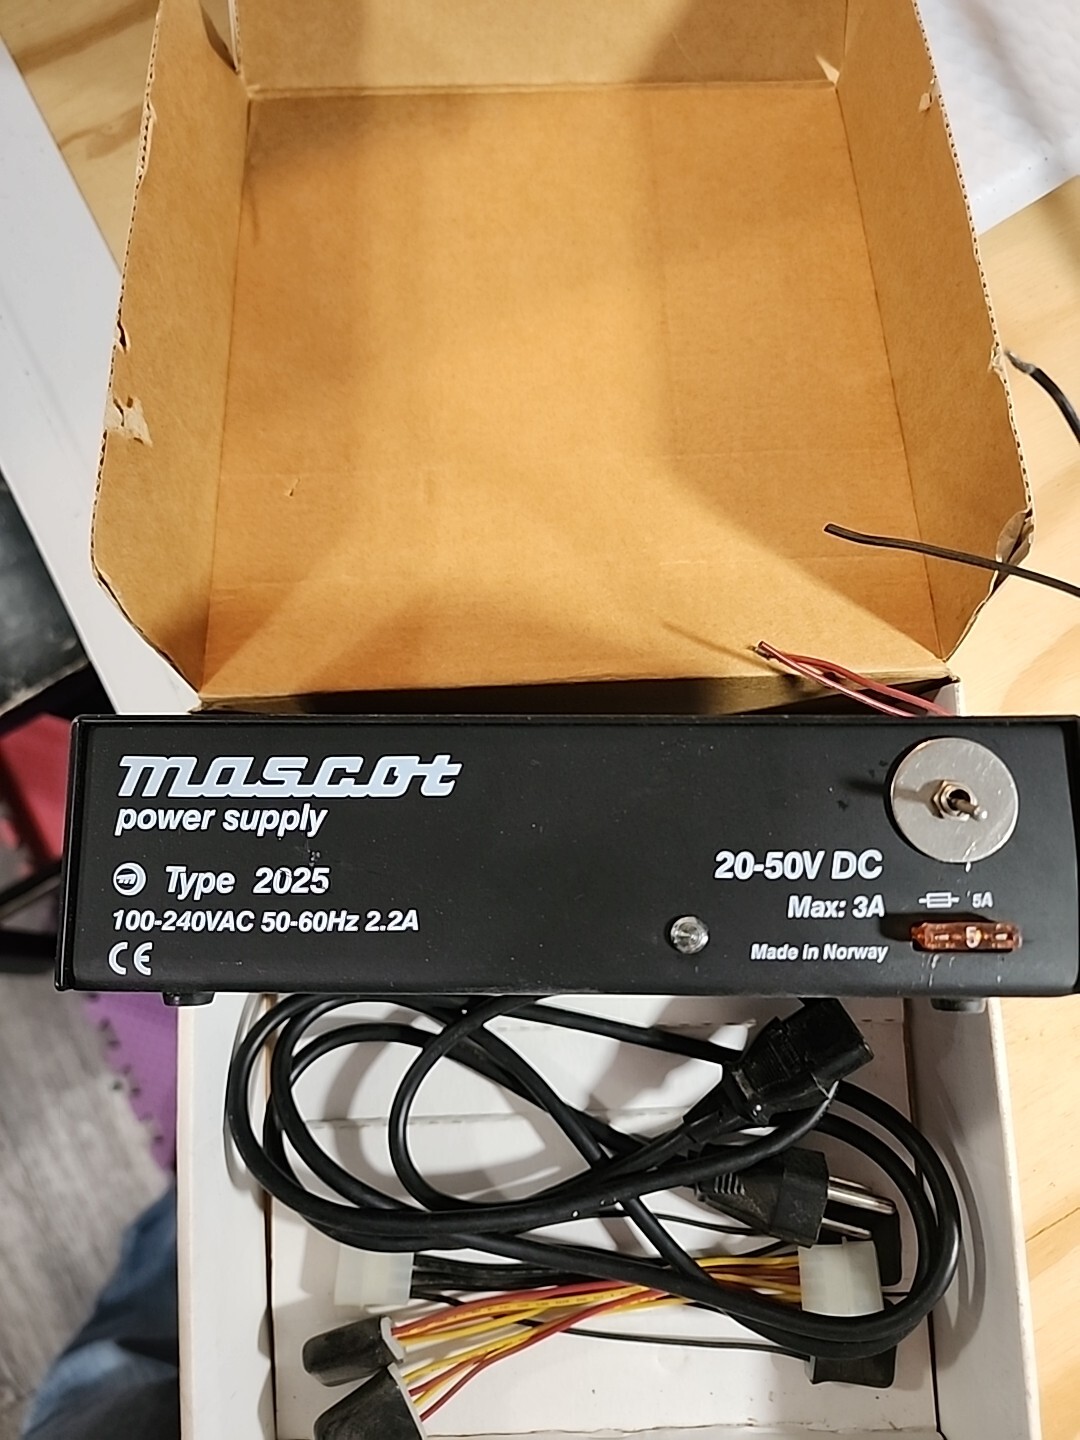 mascot
power supply
Type 2025
100-240VAC 50-60Hz 2.2A
CE
20-50V DC
Max: 3A
5A
5
Made in Norway